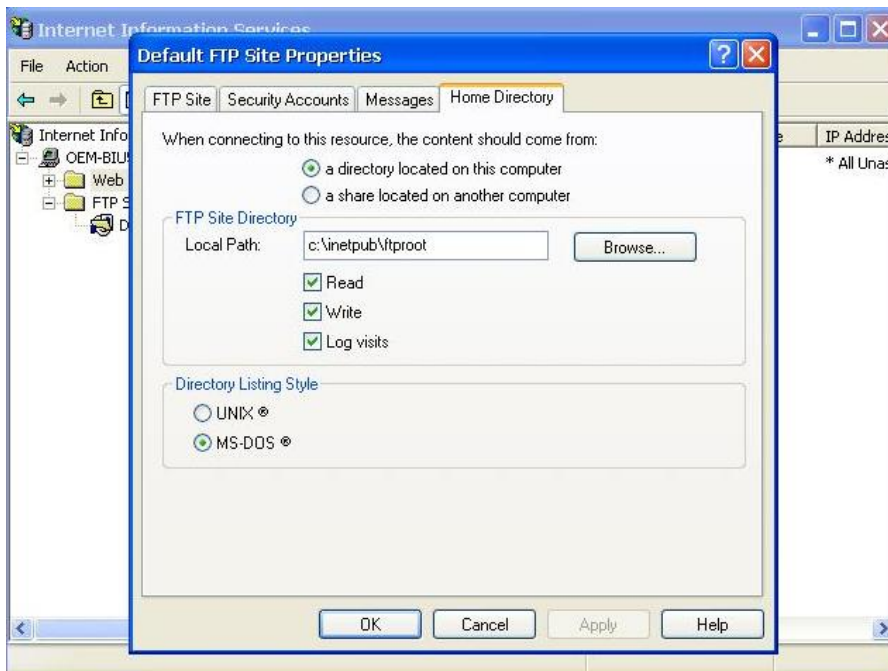 Internet Information Services
Default FTP Site Properties
File Action
FTP Site Security Accounts Messages Home Directory
Internet Info
When connecting to this resource, the content should come from:
IP Addres
OEM-BIU
a directory located on this computer
* All Unas
Web
a share located on another computer
FTP S
FTP Site Directory
D
Local Path: c:\inetpub\ftproot Browse...
Read
Write
Log visits
Directory Listing Style
UNIX ®
MS-DOS ®
OK Cancel Apply Help